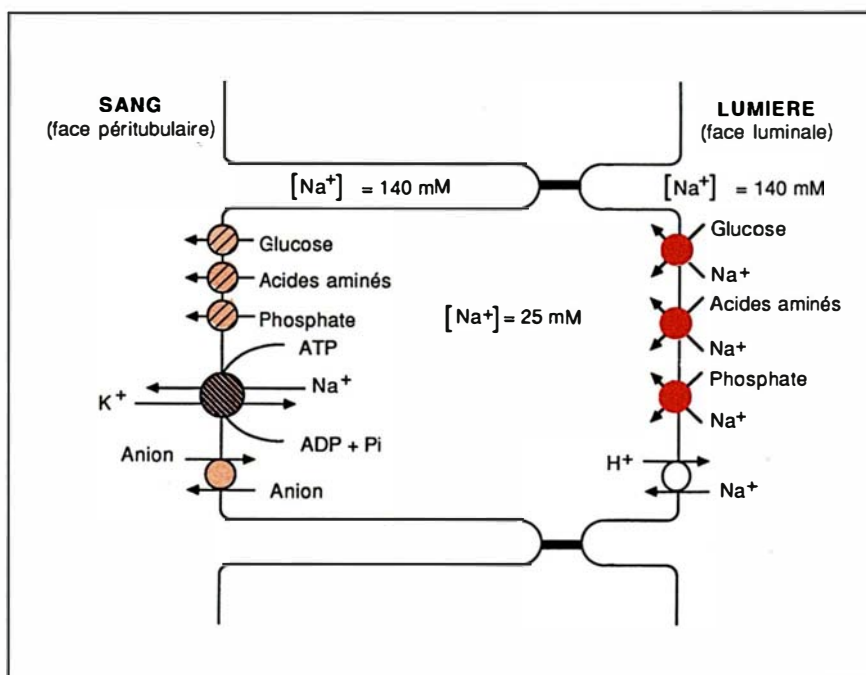 SANG
(face péritubulaire)
LUMIERE
(face luminale)
[Na+] = 140 mM
[Na+] = 140 mM
Glucose
Acides aminés
Phosphate
ATP
Na+
K+
ADP + Pi
Anion
Anion
[Na+] = 25 mM
Glucose
Na+
Acides aminés
Na+
Phosphate
Na+
H+
Na+